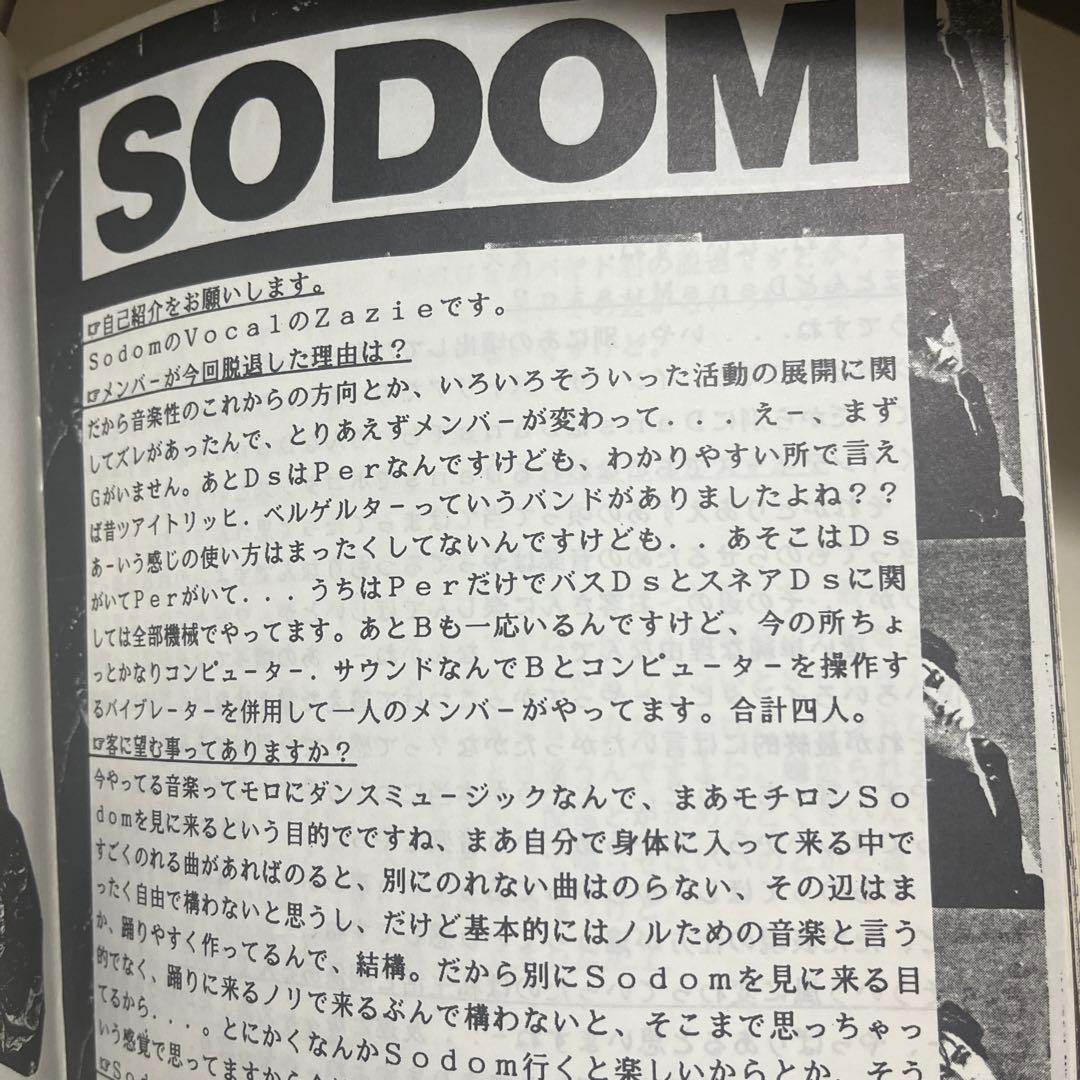 SODOM
☞自己紹介をお願いします。
SodomのVocalのZazieです。
☞メンバーが今回脱退した理由は？
だから音楽性のこれからの方向とか、いろいろそういった活動の展開に関
してズレがあったんで、とりあえずメンバーが変わって．．．えー、まず
Gがいません。あとDsはPerなんですけども、わかりやすい所で言え
ば昔ツアイトリッヒ．ベルゲルターっていうバンドがありましたよね？？
あーいう感じの使い方はまったくしてないんですけども．．あそこはDs
がいてPerがいて．．．うちはPerだけでバスDsとスネアDsに関
しては全部機械でやってます。あとBも一応いるんですけど、今の所ちょ
っとかなりコンピューター．サウンドなんでBとコンピューターを操作す
るバイブレーターを併用して一人のメンバーがやってます。合計四人。
☞客に望む事ってありますか？
今やってる音楽ってモロにダンスミュージックなんで、まあモチロンSo
domを見に来るという目的でですね、まあ自分で身体に入って来る中で
すごくのれる曲があればのると、別にのれない曲はのらない、その辺はま
ったく自由で構わないと思うし、だけど基本的にはノルための音楽と言う
か、踊りやすく作ってるんで、結構。だから別にSodomを見に来る目
的でなく、踊りに来るノリで来るぶんで構わないと、そこまで思っちゃっ
てるから．．．。とにかくなんかSodom行くと楽しいからとか、そう
いう感覚で思ってますから
☞Sod